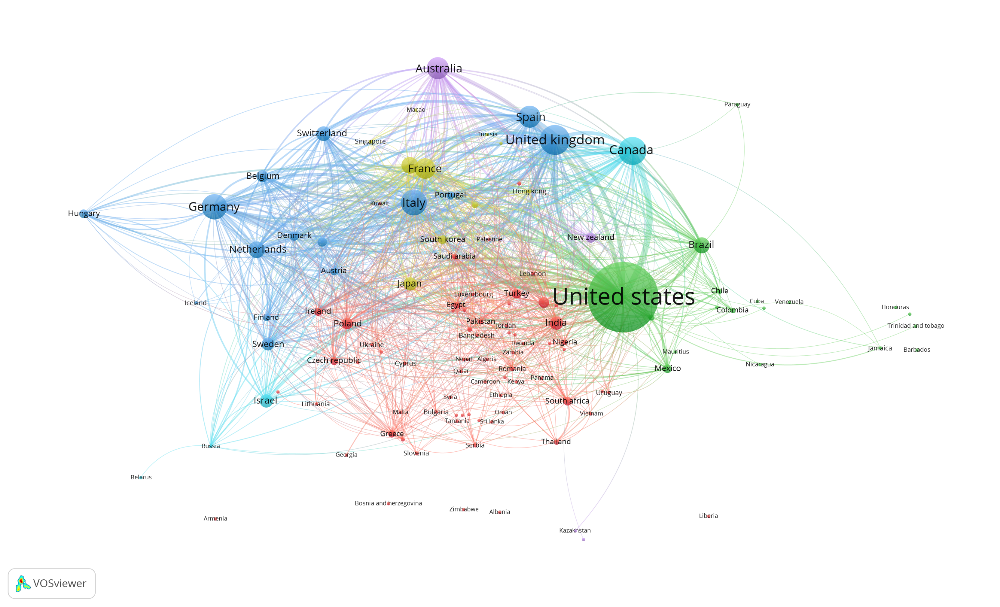 Australia
Paraguay
Macao
Spain
Switzerland
Tunisia
United kingdom
Singapore
Canada
France
Belgium
Hong kong
Portugal
Italy
Kuwait
Germany
Hungary
Denmark
South korea
Palestine
New zealand
Brazil
Netherlands
Saudi arabia
Austria
Lebanon
Japan
Chile
Luxembourg
Turkey
United states
Cuba
Venezuela
Iceland
Egypt
Honduras
Ireland
Colombia
Finland
Pakistan
Poland
India
Jordan
Trinidad and tobago
Bangladesh
Nigeria
Rwanda
Sweden
Ukraine
Jamaica
Barbados
Mauritius
Zambia
Nepal
Algeria
Czech republic
Cyprus
Nicaragua
Mexico
Romania
Qatar
Panama
Cameroon
Kenya
Uruguay
Ethiopia
Syria
Israel
South africa
Lithuania
Malta
Bulgaria
Oman
Vietnam
Tanzania
Sri lanka
Greece
Thailand
Serbia
Russia
Slovenia
Georgia
Belarus
Bosnia and herzegovina
Zimbabwe
Albania
Liberia
Armenia
Kazakhstan
VOSviewer